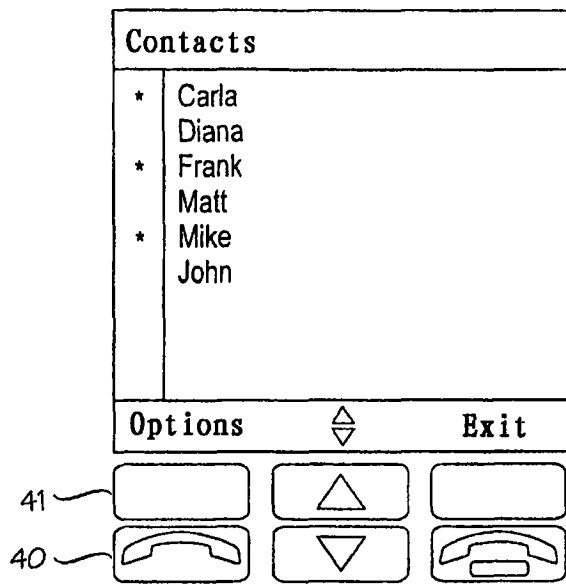 Contacts
* Carla
Diana
* Frank
Matt
* Mike
John
Options Exit
41
40